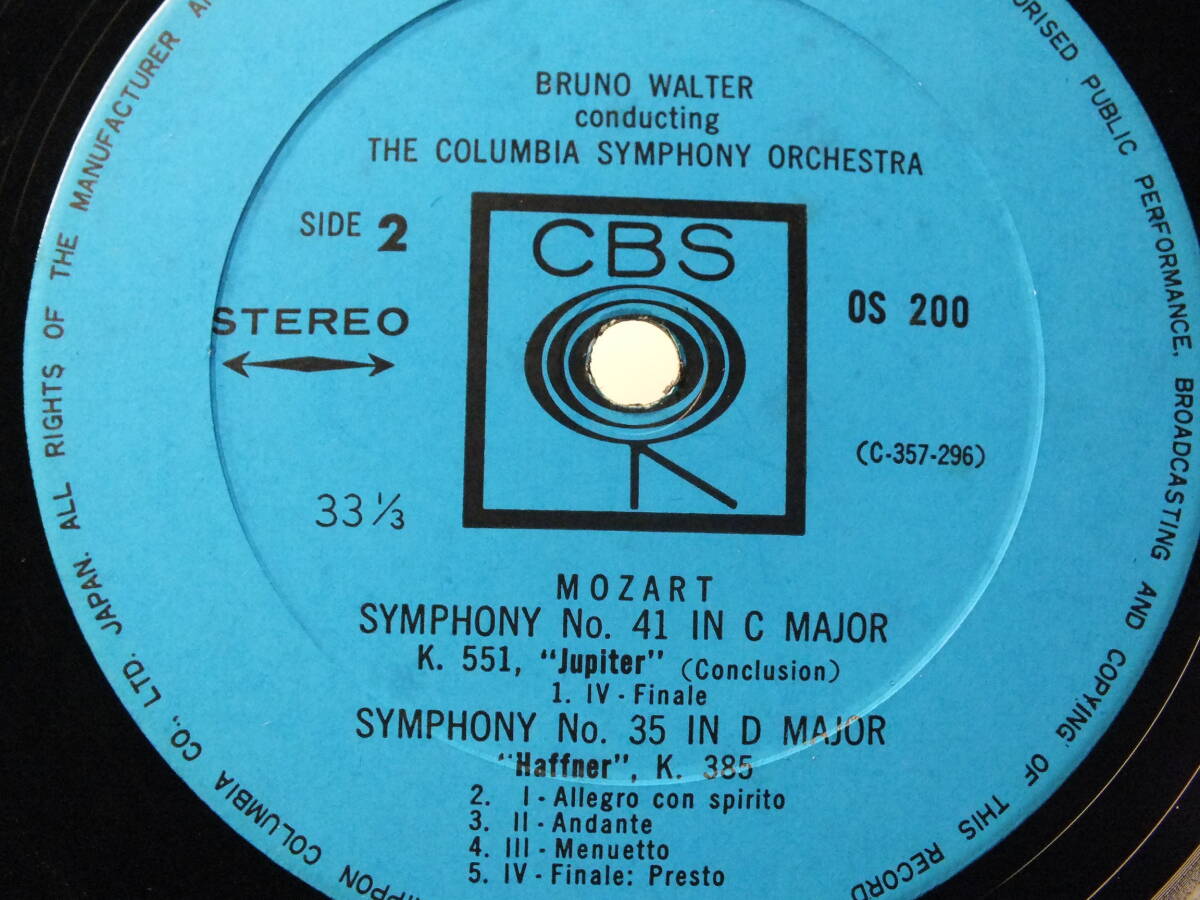 BRUNO WALTER
conducting
THE COLUMBIA SYMPHONY ORCHESTRA
SIDE 2
CBS
STEREO
OS 200
(C-357-296)
33 1/3
MOZART
SYMPHONY No. 41 IN C MAJOR
K. 551, "Jupiter" (Conclusion)
1. IV - Finale
SYMPHONY No. 35 IN D MAJOR
"Haffner", K. 385
2. I - Allegro con spirito
3. II - Andante
4. III - Menuetto
5. IV - Finale: Presto
COLUMBIA CO., LTD. JAPAN. ALL RIGHTS OF THE MANUFACTURER
PUBLIC PERFORMANCE, BROADCASTING AND COPYING OF THIS RECORD